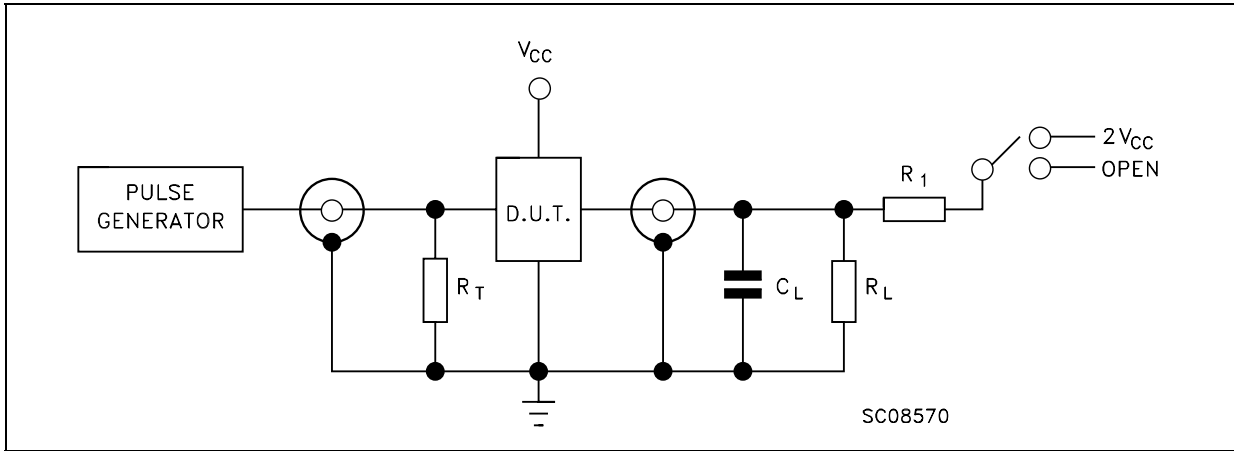 VCC
2VCC
OPEN
PULSE
GENERATOR
D.U.T.
R1
RT
CL
RL
SC08570